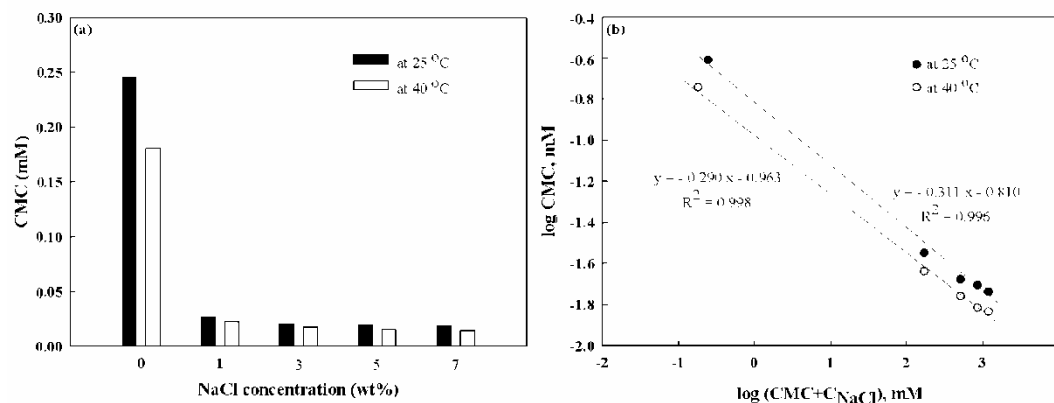 (a)
at 25 °C
at 40 °C
CMC (mM)
0.30
0.25
0.20
0.15
0.10
0.05
0.00
0 1 3 5 7
NaCl concentration (wt%)
(b)
at 25 °C
at 40 °C
log CMC, mM
-0.4
-0.6
-0.8
-1.0
-1.2
-1.4
-1.6
-1.8
-2.0
y = - 0.290 x - 0.963
R² = 0.998
y = - 0.311 x - 0.810
R² = 0.996
-2 -1 0 1 2 3
log (CMC+C_NaCl), mM